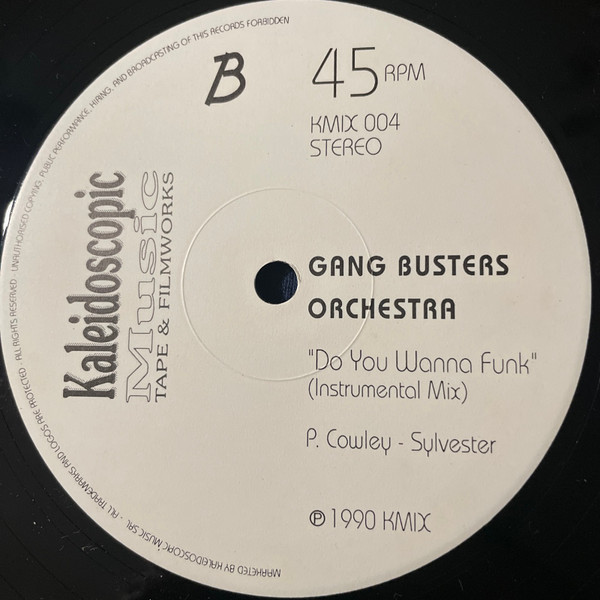 B
45 RPM
KMIX 004
STEREO
Kaleidoscopic
Music
TAPE & FILMWORKS
GANG BUSTERS
ORCHESTRA
"Do You Wanna Funk"
(Instrumental Mix)
P. Cowley - Sylvester
℗ 1990 KMIX
MARKETED BY KALEIDOSCOPIC MUSIC SAL - ALL TRADEMARKS AND LOGOS ARE PROTECTED - ALL RIGHTS RESERVED - UNAUTHORISED COPYING, PUBLIC PERFORMANCE, HIRING, AND BROADCASTING OF THIS RECORDS FORBIDDEN